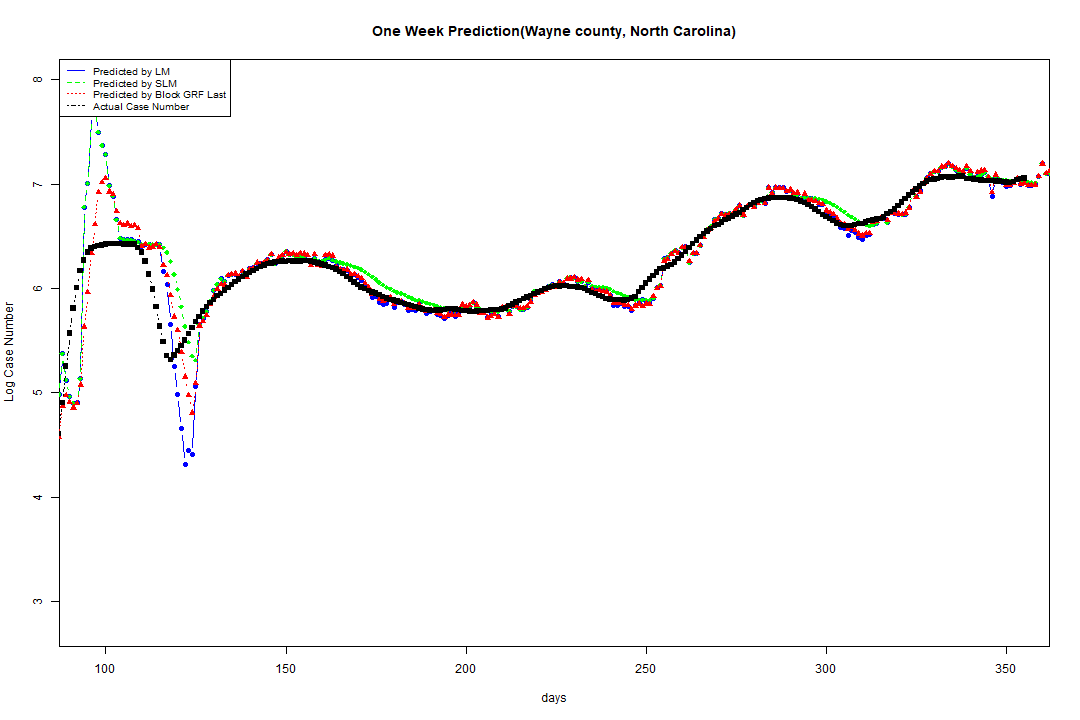 One Week Prediction(Wayne county, North Carolina)
Predicted by LM
Predicted by SLM
Predicted by Block GRF Last
Actual Case Number
8
7
6
5
4
3
Log Case Number
100 150 200 250 300 350
days